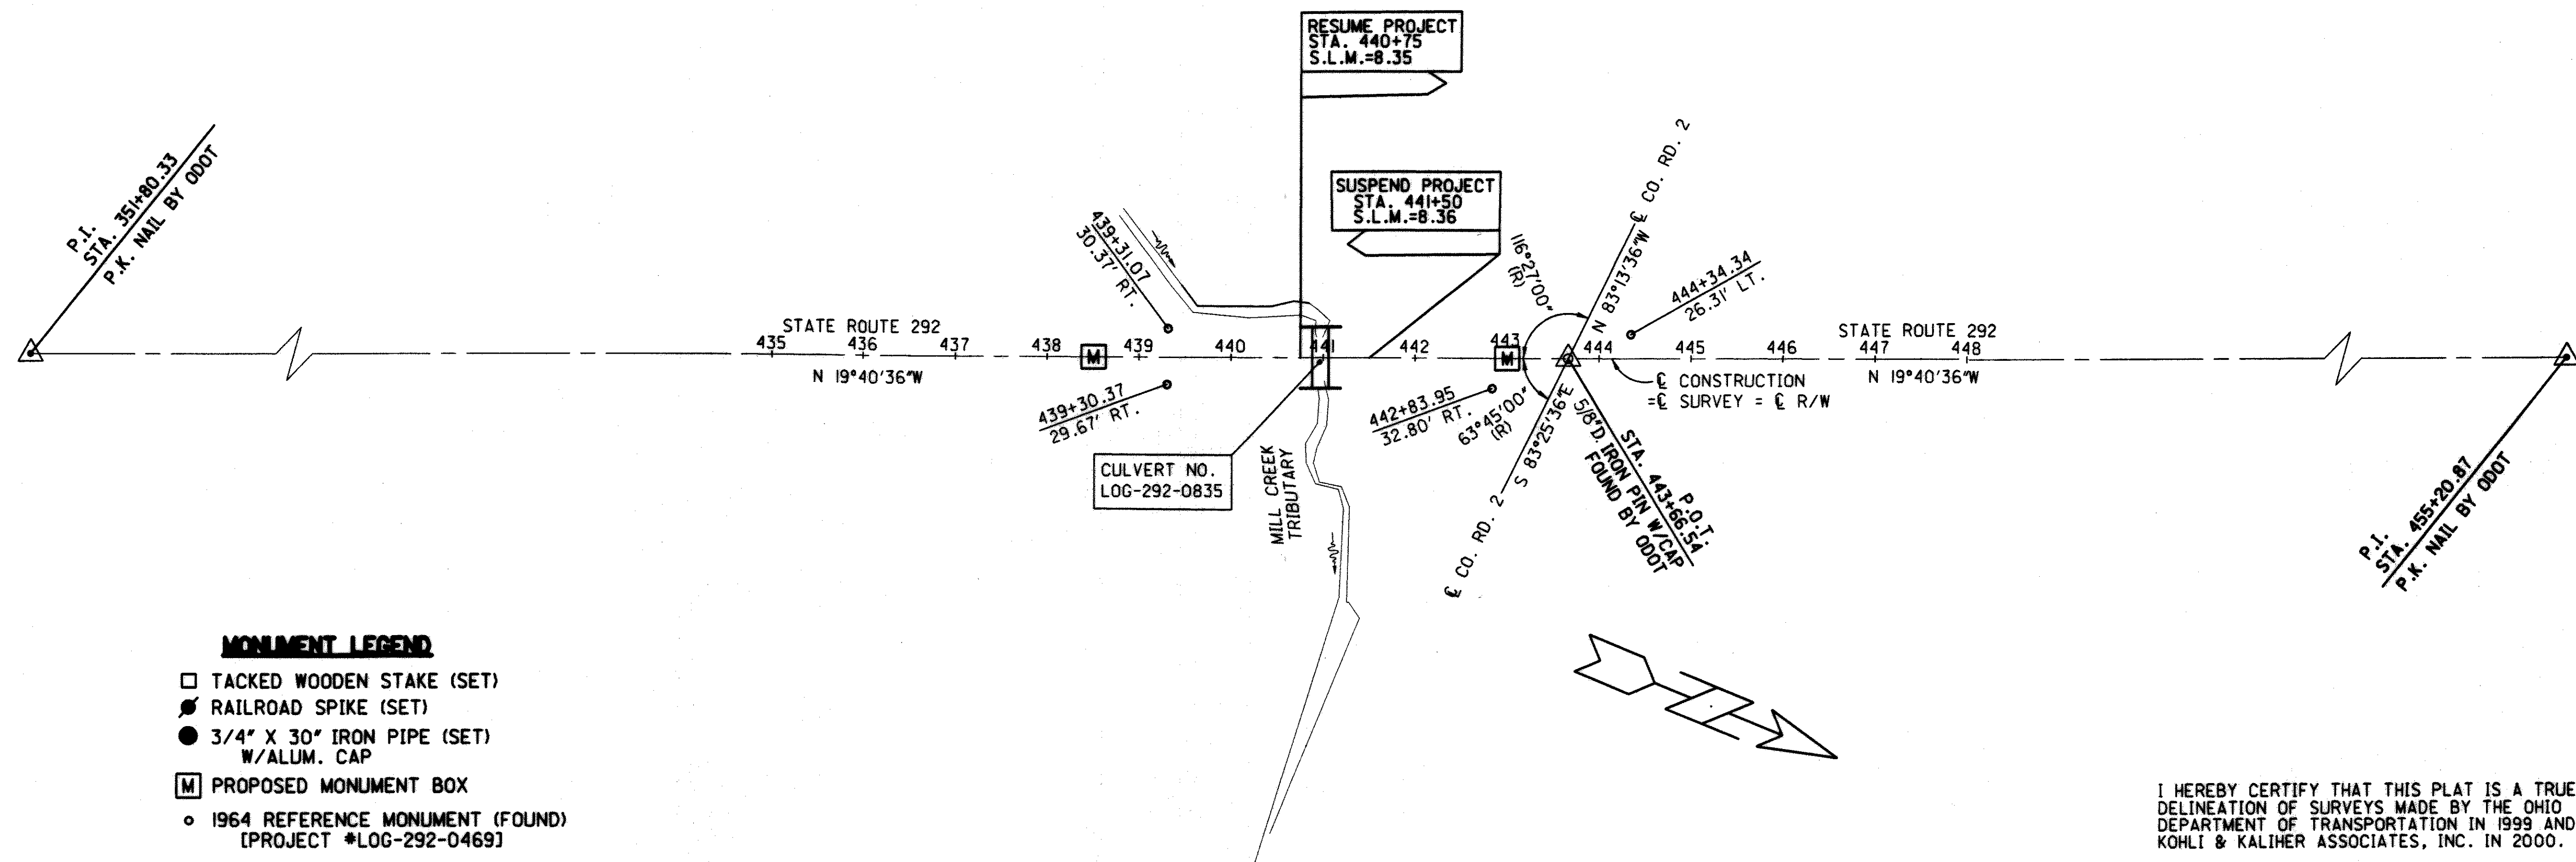 RESUME PROJECT
STA. 440+75
S.L.M.=8.35
SUSPEND PROJECT
STA. 441+50
S.L.M.=8.36
P.I.
STA. 351+80.33
P.K. NAIL BY ODOT
439+31.07
30.37' RT.
116°27'00"
(R)
N 83°13'36"W
℄ CO. RD. 2
444+34.34
26.31' LT.
STATE ROUTE 292
STATE ROUTE 292
435 436 437 438 439 440 441 442 443 444 445 446 447 448
M
M
N 19°40'36"W
N 19°40'36"W
℄ CONSTRUCTION
=℄ SURVEY = ℄ R/W
439+30.37
29.67' RT.
442+83.95
32.80' RT.
63°45'00"
(R)
S 83°25'36"E
℄ CO. RD. 2
P.O.T.
STA. 443+66.54
5/8"D. IRON PIN W/CAP
FOUND BY ODOT
CULVERT NO.
LOG-292-0835
MILL CREEK
TRIBUTARY
P.I.
STA. 455+20.87
P.K. NAIL BY ODOT
MONUMENT LEGEND
TACKED WOODEN STAKE (SET)
RAILROAD SPIKE (SET)
3/4" X 30" IRON PIPE (SET)
W/ALUM. CAP
M PROPOSED MONUMENT BOX
1964 REFERENCE MONUMENT (FOUND)
[PROJECT #LOG-292-0469]
I HEREBY CERTIFY THAT THIS PLAT IS A TRUE
DELINEATION OF SURVEYS MADE BY THE OHIO
DEPARTMENT OF TRANSPORTATION IN 1999 AND
KOHLI & KALIHER ASSOCIATES, INC. IN 2000.